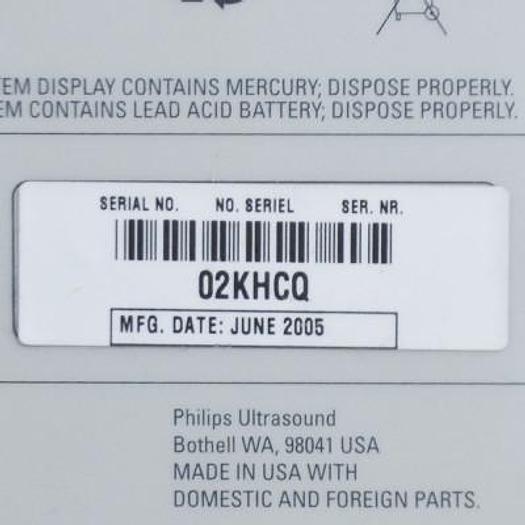 EM DISPLAY CONTAINS MERCURY; DISPOSE PROPERLY.
EM CONTAINS LEAD ACID BATTERY; DISPOSE PROPERLY.
SERIAL NO. NO. SERIEL SER. NR.
02KHCQ
MFG. DATE: JUNE 2005
Philips Ultrasound
Bothell WA, 98041 USA
MADE IN USA WITH
DOMESTIC AND FOREIGN PARTS.